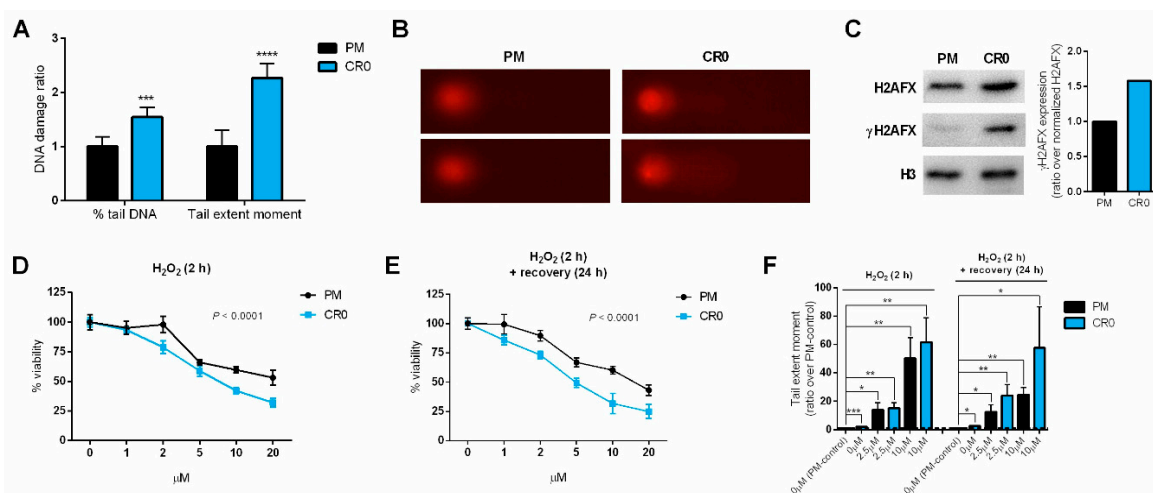 A
DNA damage ratio
3
2
1
0
***
****
PM
CR0
% tail DNA
Tail extent moment
B
PM
CR0
C
PM
CR0
H2AFX
γH2AFX
H3
γH2AFX expression
(ratio over normalized H2AFX)
2.0
1.5
1.0
0.5
0.0
PM
CR0
D
H₂O₂ (2 h)
% viability
125
100
75
50
25
0
P < 0.0001
PM
CR0
0 1 2 5 10 20
μM
E
H₂O₂ (2 h)
+ recovery (24 h)
% viability
125
100
75
50
25
0
P < 0.0001
PM
CR0
0 1 2 5 10 20
μM
F
H₂O₂ (2 h)
H₂O₂ (2 h)
+ recovery (24 h)
Tail extent moment
(ratio over PM-control)
100
80
60
40
20
0
**
**
**
*
***
*
**
**
*
*
PM
CR0
0μM (PM-control)
0μM
2.5μM
2.5μM
10μM
10μM
0μM (PM-control)
0μM
2.5μM
2.5μM
10μM
10μM